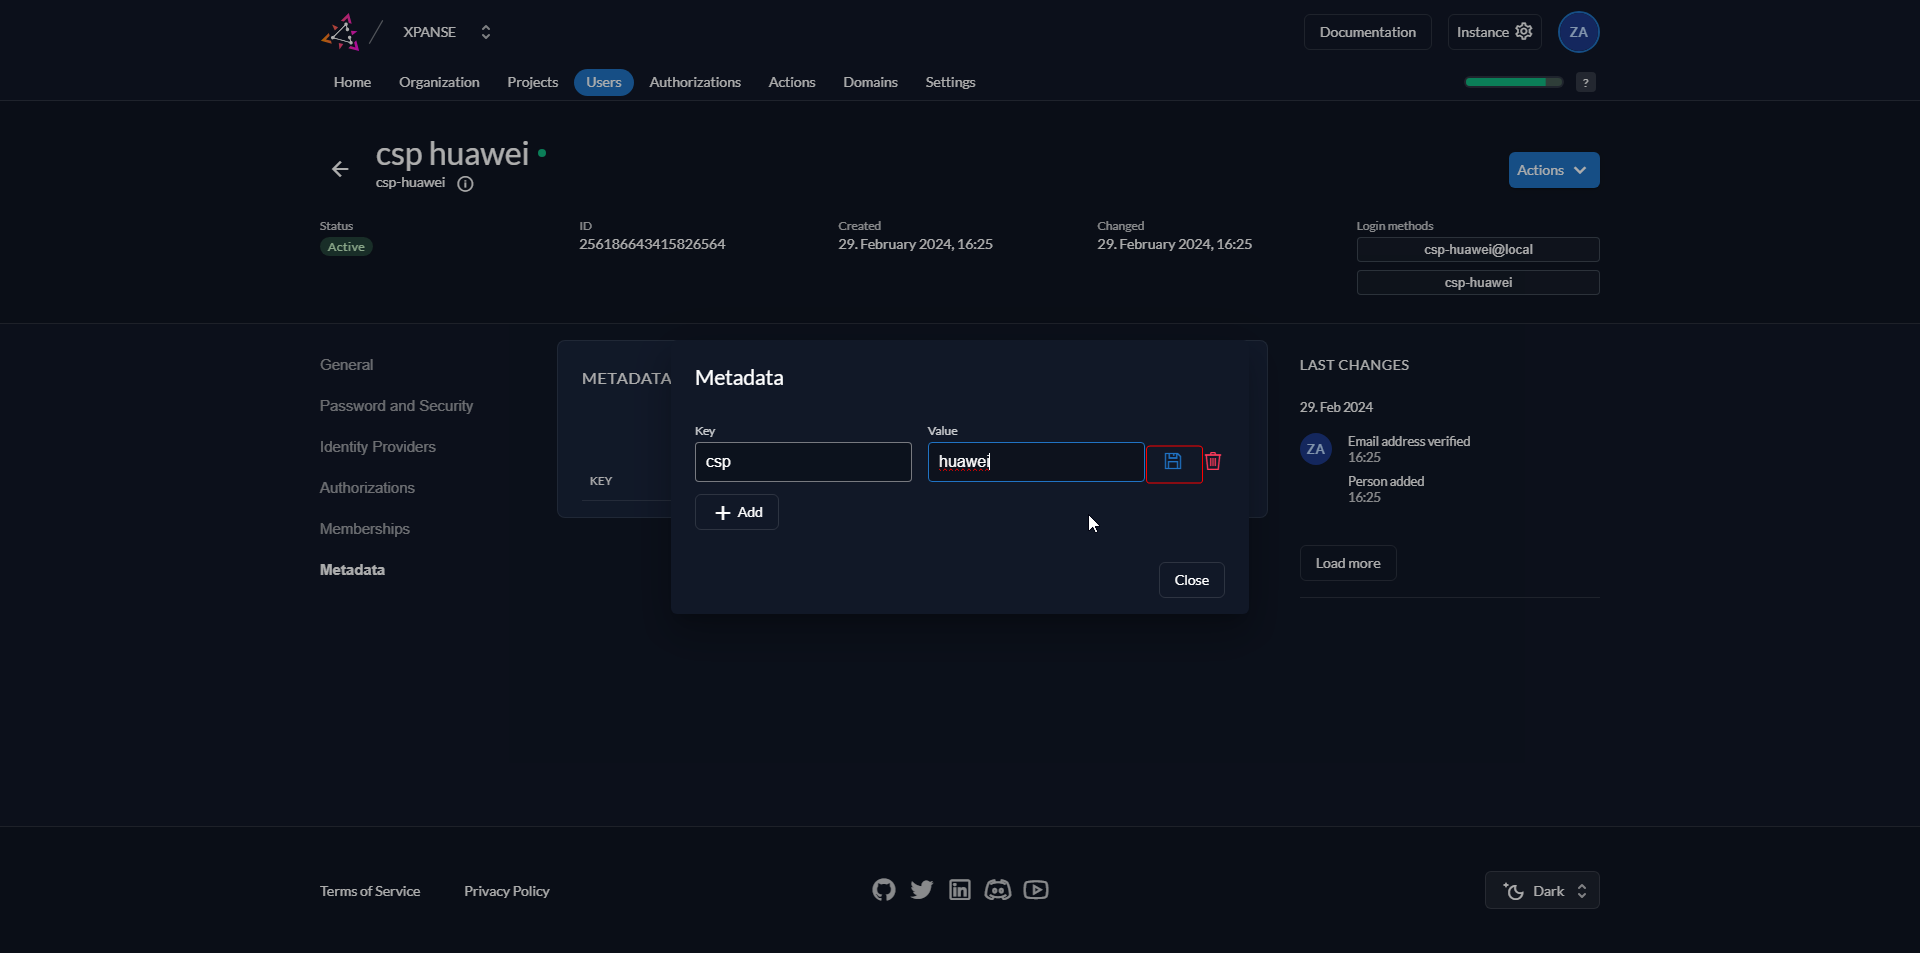 XPANSE
Documentation
Instance
ZA
Home
Organization
Projects
Users
Authorizations
Actions
Domains
Settings
?
csp huawei
csp-huawei
Actions
Status
Active
ID
256186643415826564
Created
29. February 2024, 16:25
Changed
29. February 2024, 16:25
Login methods
csp-huawei@local
csp-huawei
General
Password and Security
Identity Providers
Authorizations
Memberships
Metadata
METADATA
KEY
Metadata
Key
Value
csp
huawei
Add
Close
LAST CHANGES
29. Feb 2024
ZA
Email address verified
16:25
Person added
16:25
Load more
Terms of Service
Privacy Policy
Dark